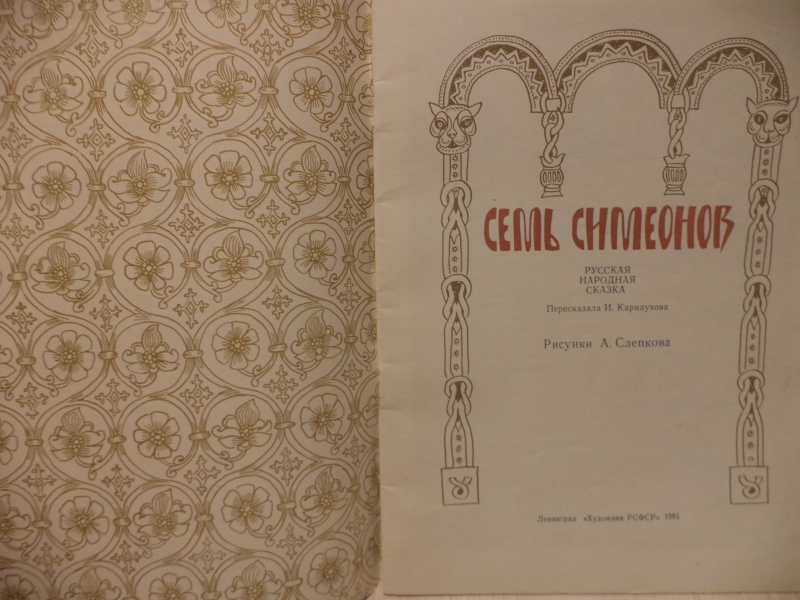 СЕМЬ СИМЕОНОВ
РУССКАЯ
НАРОДНАЯ
СКАЗКА
Пересказала И. Карнаухова
Рисунки А. Слепкова
Ленинград «Художник РСФСР» 1981